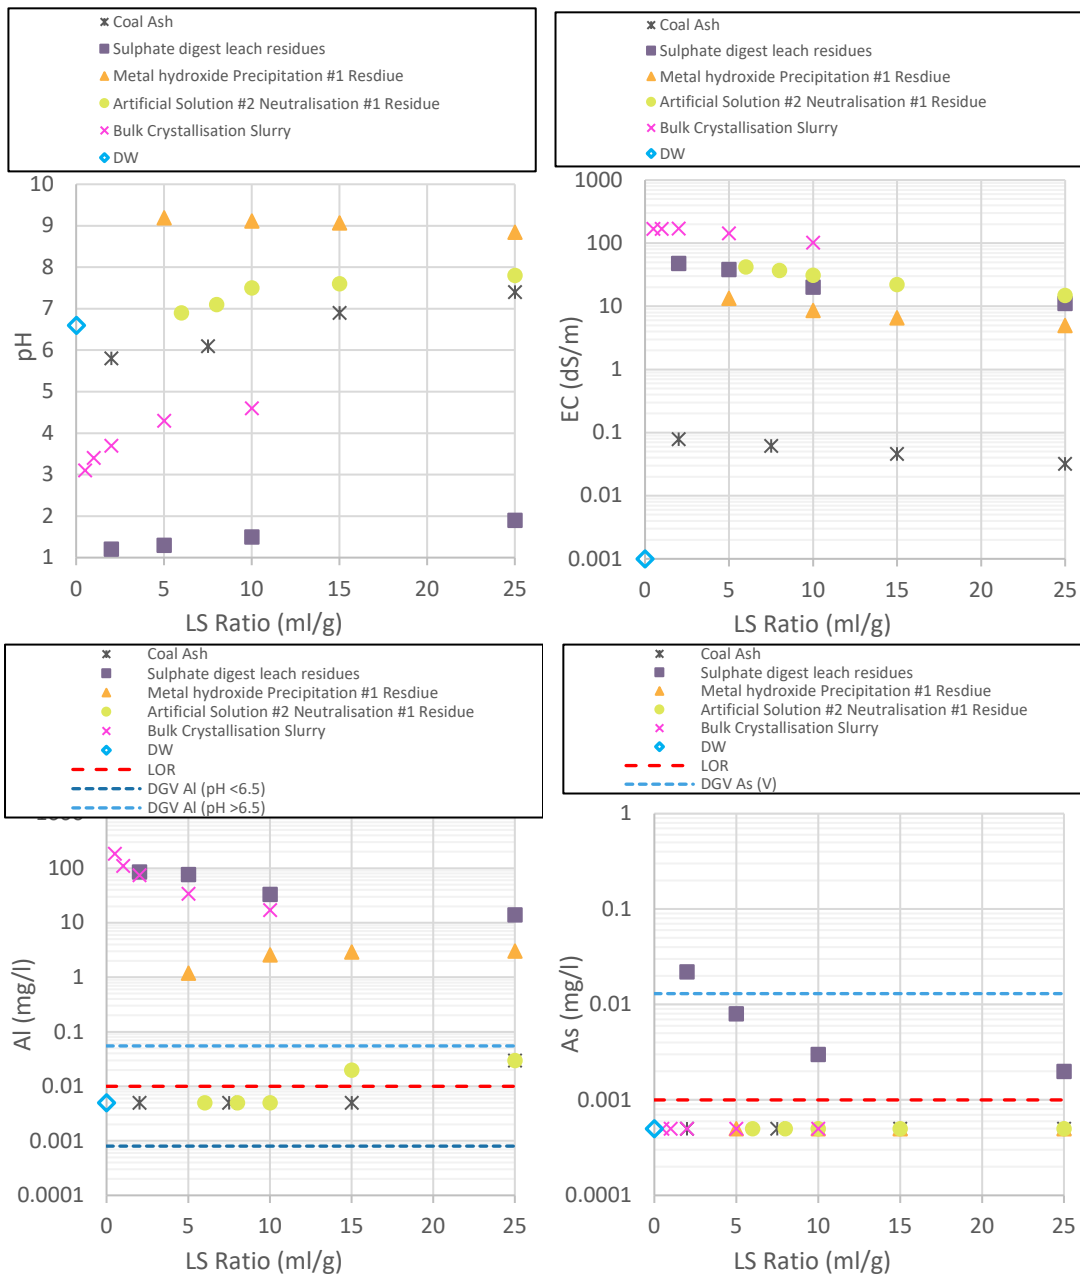 Coal Ash
Sulphate digest leach residues
Metal hydroxide Precipitation #1 Resdiue
Artificial Solution #2 Neutralisation #1 Residue
Bulk Crystallisation Slurry
DW
10
9
8
7
6
5
4
3
2
1
pH
0 5 10 15 20 25
LS Ratio (ml/g)
Coal Ash
Sulphate digest leach residues
Metal hydroxide Precipitation #1 Resdiue
Artificial Solution #2 Neutralisation #1 Residue
Bulk Crystallisation Slurry
DW
1000
100
10
1
0.1
0.01
0.001
EC (dS/m)
0 5 10 15 20 25
LS Ratio (ml/g)
Coal Ash
Sulphate digest leach residues
Metal hydroxide Precipitation #1 Resdiue
Artificial Solution #2 Neutralisation #1 Residue
Bulk Crystallisation Slurry
DW
LOR
DGV Al (pH <6.5)
DGV Al (pH >6.5)
1000
100
10
1
0.1
0.01
0.001
0.0001
Al (mg/l)
0 5 10 15 20 25
LS Ratio (ml/g)
Coal Ash
Sulphate digest leach residues
Metal hydroxide Precipitation #1 Resdiue
Artificial Solution #2 Neutralisation #1 Residue
Bulk Crystallisation Slurry
DW
LOR
DGV As (V)
1
0.1
0.01
0.001
0.0001
As (mg/l)
0 5 10 15 20 25
LS Ratio (ml/g)